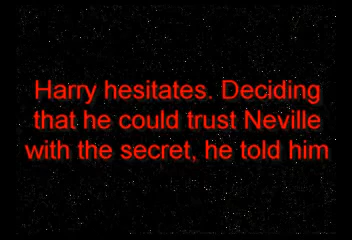 Harry hesitates. Deciding
that he could trust Neville
with the secret, he told him